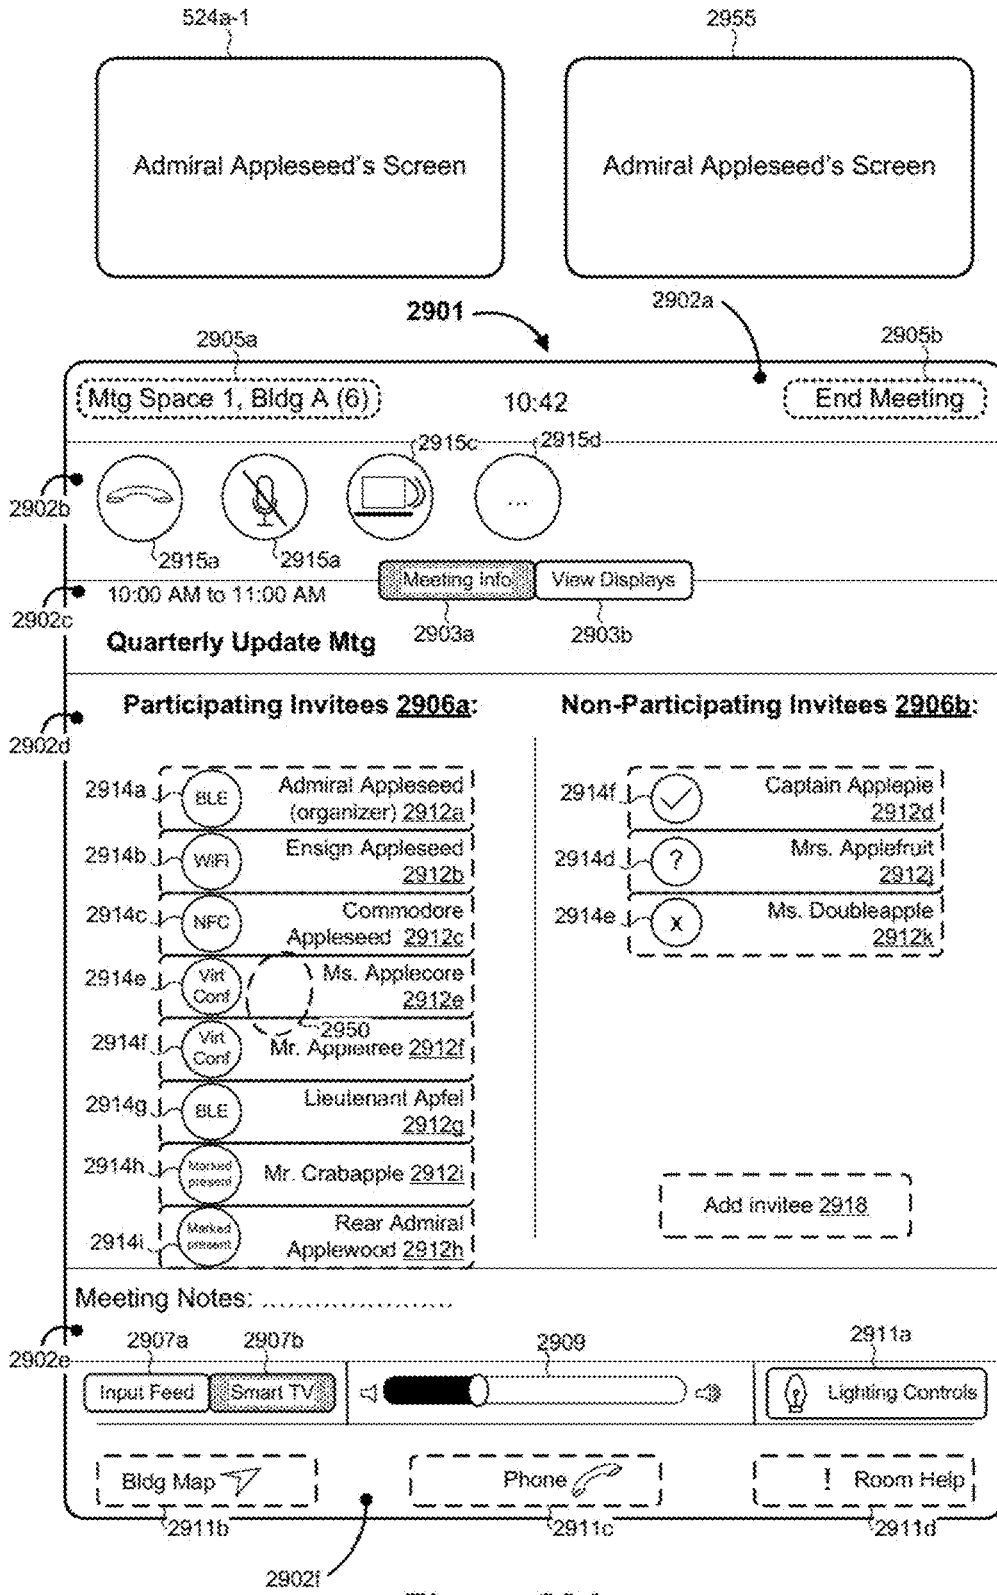 524a-1
2955
Admiral Appleseed's Screen
Admiral Appleseed's Screen
2901
2902a
2905a
2905b
Mtg Space 1, Bldg A (6)
10:42
End Meeting
2915c
2915d
2902b
...
2915a
2915a
Meeting Info
View Displays
10:00 AM to 11:00 AM
2902c
2903a
2903b
Quarterly Update Mtg
Participating Invitees 2906a:
Non-Participating Invitees 2906b:
2902d
2914a
BLE
Admiral Appleseed
(organizer) 2912a
2914b
WiFi
Ensign Appleseed
2912b
2914c
NFC
Commodore
Appleseed 2912c
2914e
Virt
Conf
Ms. Applecore
2912e
2950
2914f
Virt
Conf
Mr. Appletree 2912f
2914g
BLE
Lieutenant Apfel
2912g
2914h
Marked
present
Mr. Crabapple 2912i
2914i
Marked
present
Rear Admiral
Applewood 2912h
2914f
Captain Applepie
2912d
2914d
?
Mrs. Applefruit
2912j
2914e
x
Ms. Doubleapple
2912k
Add invitee 2918
Meeting Notes: .....................
2902e
2907a
2907b
2909
2911a
Input Feed
Smart TV
Lighting Controls
Bldg Map
Phone
! Room Help
2911b
2911c
2911d
2902f